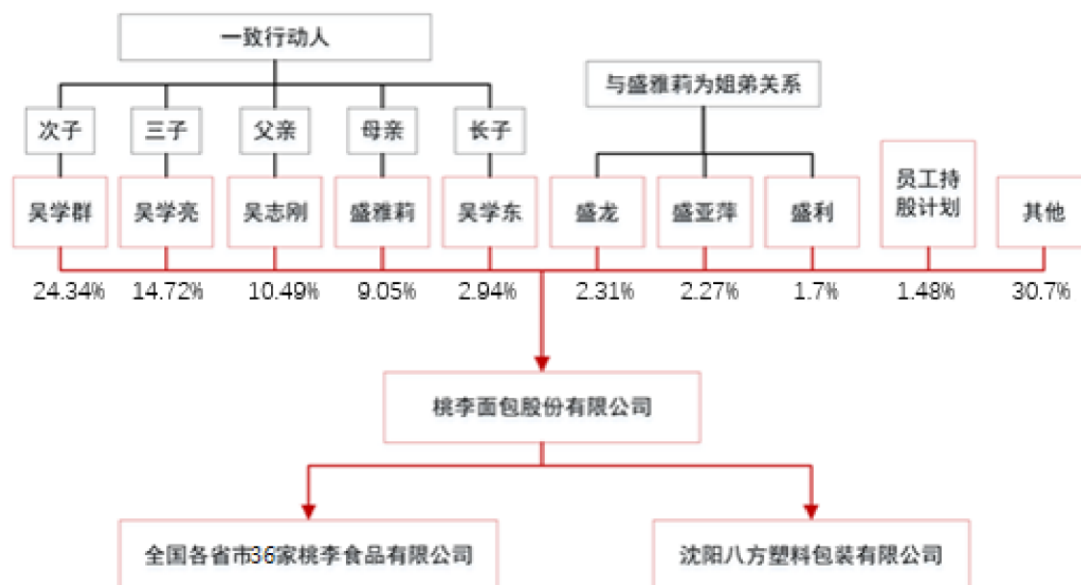 一致行动人
与盛雅莉为姐弟关系
次子
三子
父亲
母亲
长子
吴学群
吴学亮
吴志刚
盛雅莉
吴学东
盛龙
盛亚萍
盛利
员工持
股计划
其他
24.34%
14.72%
10.49%
9.05%
2.94%
2.31%
2.27%
1.7%
1.48%
30.7%
桃李面包股份有限公司
全国各省市36家桃李食品有限公司
沈阳八方塑料包装有限公司